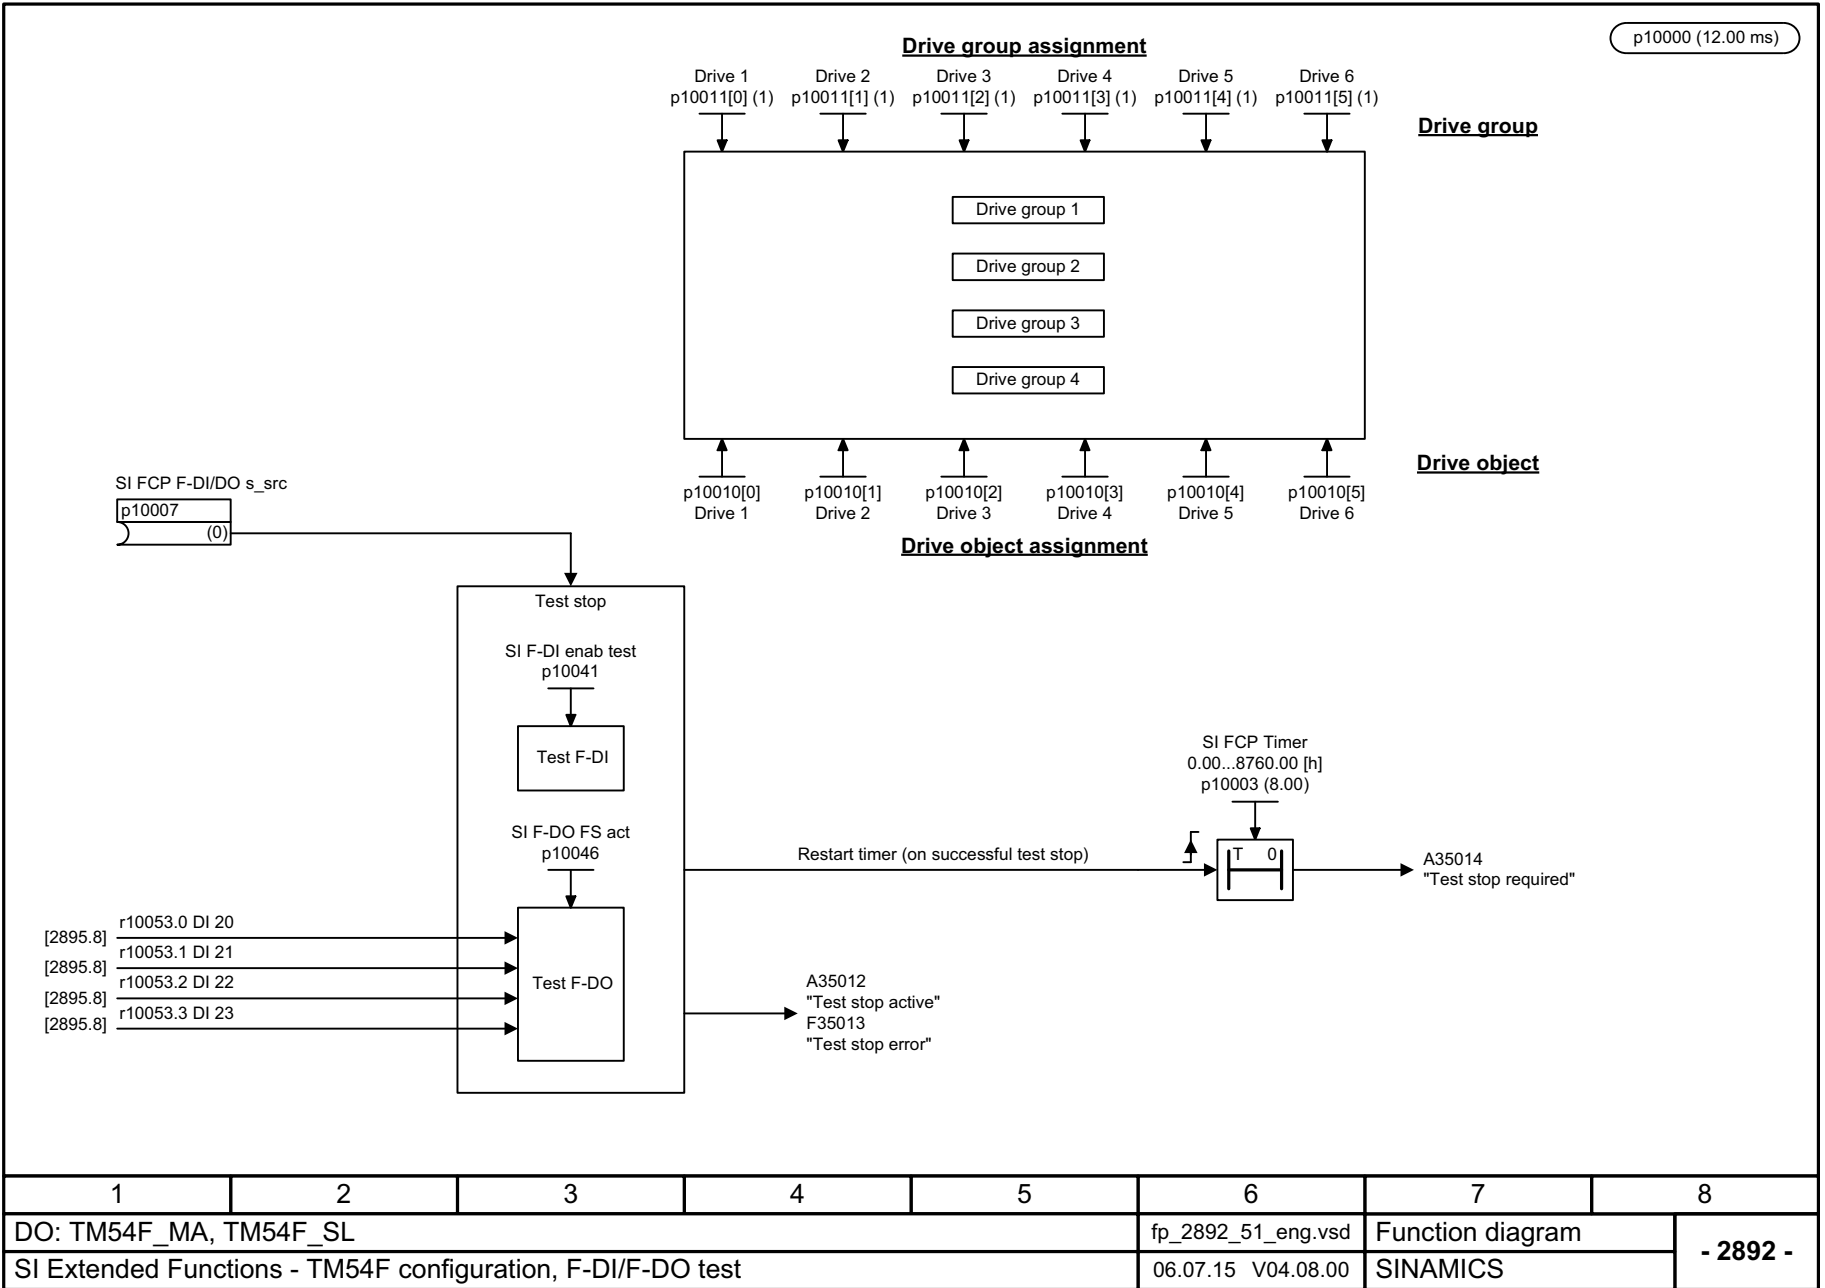 p10000 (12.00 ms)
Drive group assignment
Drive 1 Drive 2 Drive 3 Drive 4 Drive 5 Drive 6
p10011[0] (1) p10011[1] (1) p10011[2] (1) p10011[3] (1) p10011[4] (1) p10011[5] (1)
Drive group
Drive group 1
Drive group 2
Drive group 3
Drive group 4
Drive object
p10010[0] p10010[1] p10010[2] p10010[3] p10010[4] p10010[5]
Drive 1 Drive 2 Drive 3 Drive 4 Drive 5 Drive 6
Drive object assignment
SI FCP F-DI/DO s_src
p10007
(0)
Test stop
SI F-DI enab test
p10041
Test F-DI
SI F-DO FS act
p10046
Test F-DO
[2895.8] r10053.0 DI 20
[2895.8] r10053.1 DI 21
[2895.8] r10053.2 DI 22
[2895.8] r10053.3 DI 23
Restart timer (on successful test stop)
SI FCP Timer
0.00...8760.00 [h]
p10003 (8.00)
T 0
A35014
"Test stop required"
A35012
"Test stop active"
F35013
"Test stop error"
1 2 3 4 5 6 7 8
DO: TM54F_MA, TM54F_SL fp_2892_51_eng.vsd Function diagram
- 2892 -
SI Extended Functions - TM54F configuration, F-DI/F-DO test 06.07.15 V04.08.00 SINAMICS